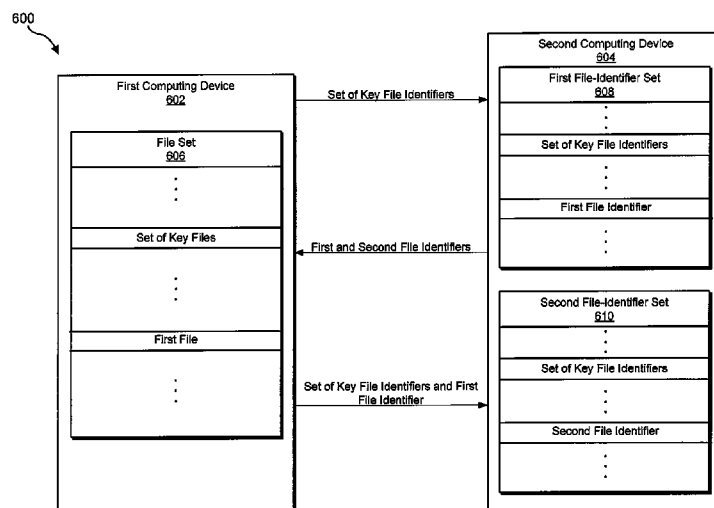 600
First Computing Device
602
File Set
606
Set of Key Files
First File
Set of Key File Identifiers
First and Second File Identifiers
Set of Key File Identifiers and First
File Identifier
Second Computing Device
604
First File-Identifier Set
608
Set of Key File Identifiers
First File Identifier
Second File-Identifier Set
610
Set of Key File Identifiers
Second File Identifier